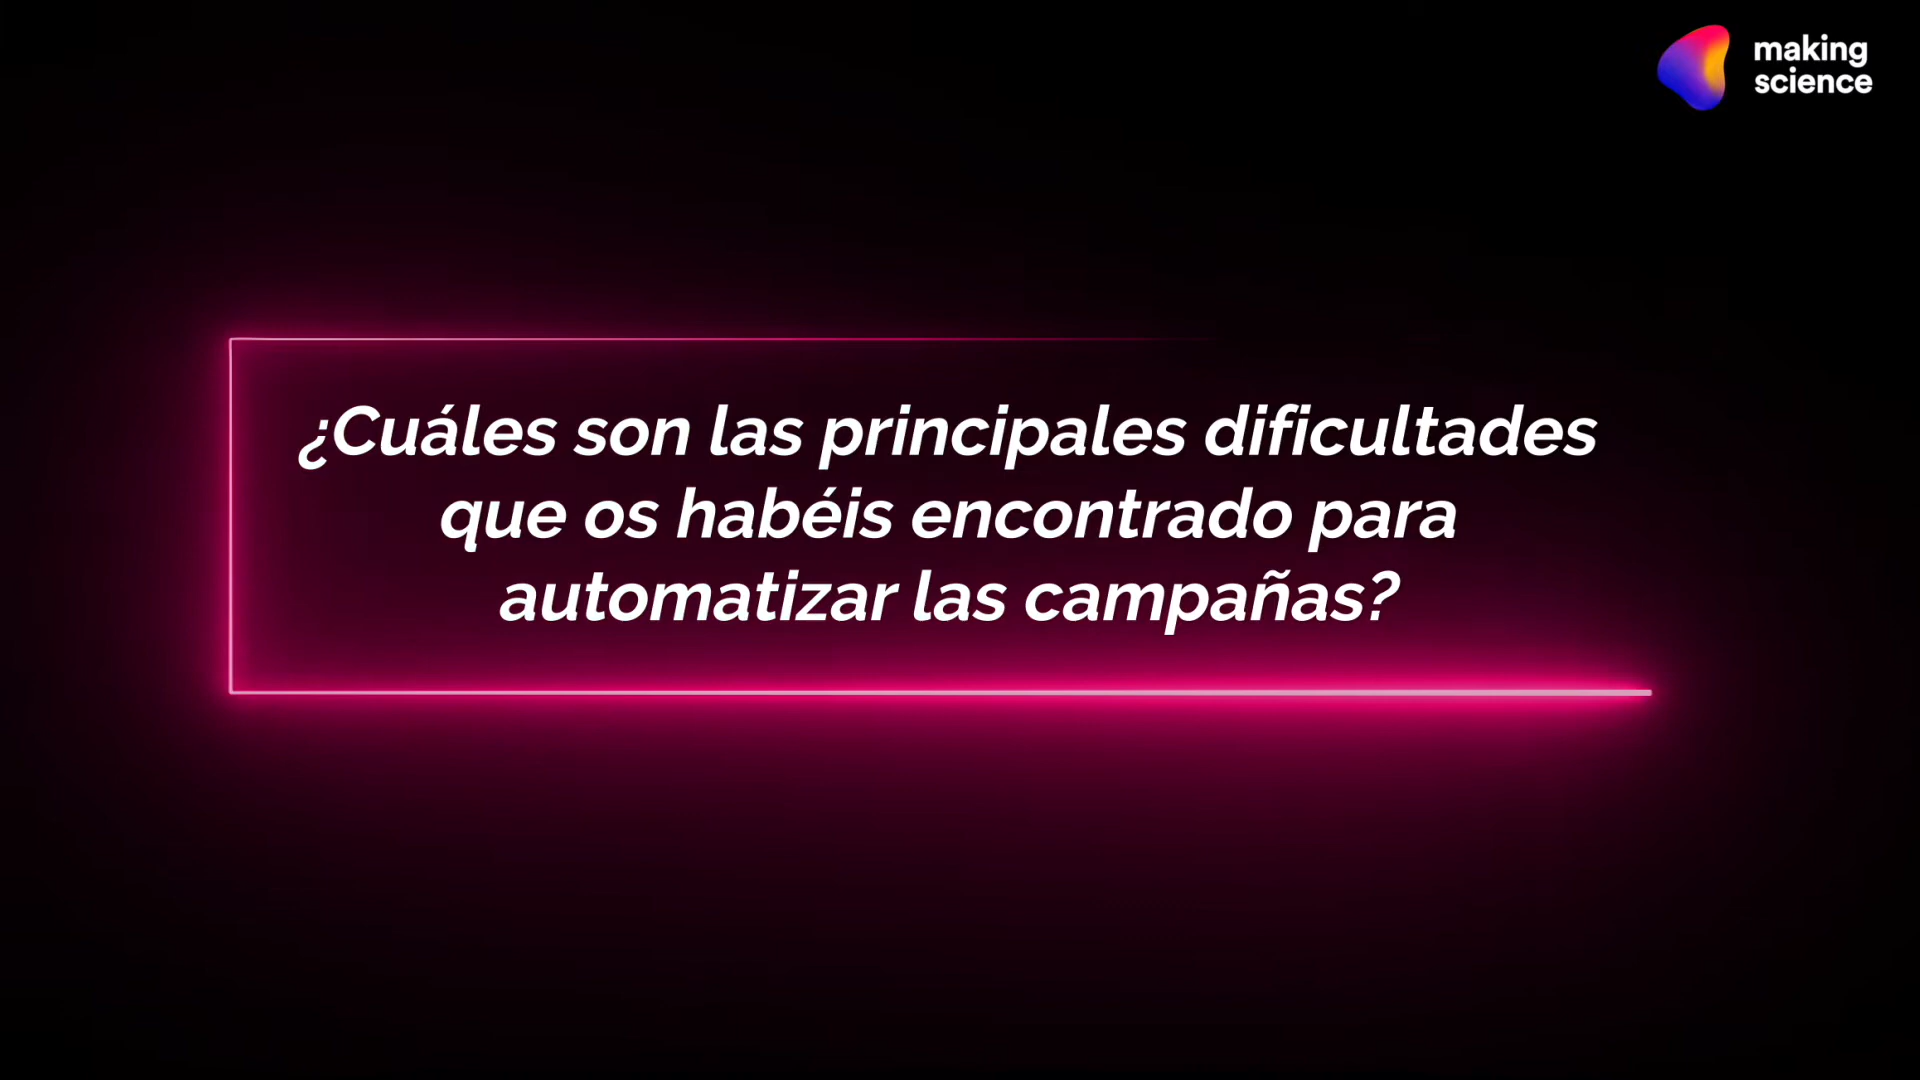 making
science
¿Cuáles son las principales dificultades
que os habéis encontrado para
automatizar las campañas?